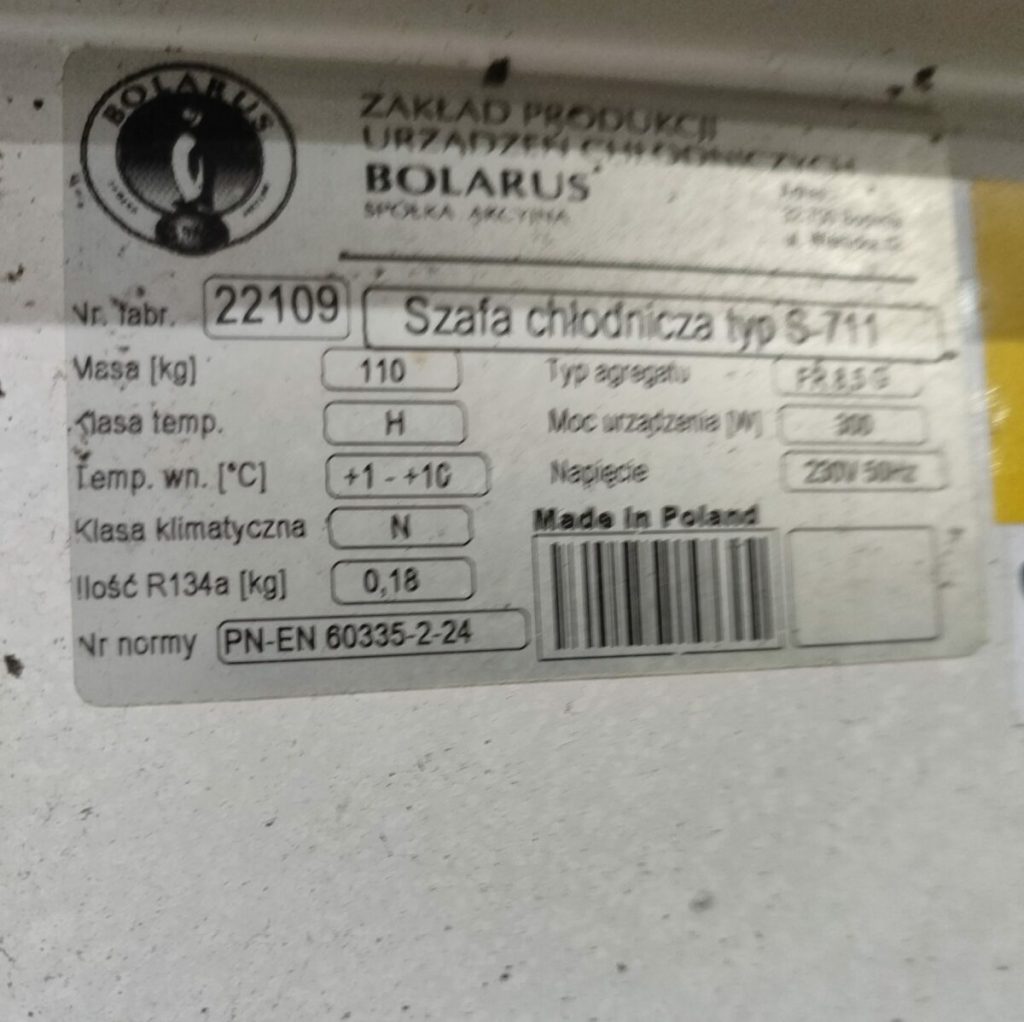 BOLARUS
ZAKŁAD PRODUKCJI
URZĄDZEŃ CHŁODNICZYCH
BOLARUS
SPÓŁKA AKCYJNA
Nr. fabr. 22109 Szafa chłodnicza typ S-711
Masa [kg] 110 Typ agregatu
Klasa temp. H Moc urządzenia [W] 300
Temp. wn. [°C] +1 - +10 Napięcie 230V 50Hz
Klasa klimatyczna N Made in Poland
Ilość R134a [kg] 0,18
Nr normy PN-EN 60335-2-24